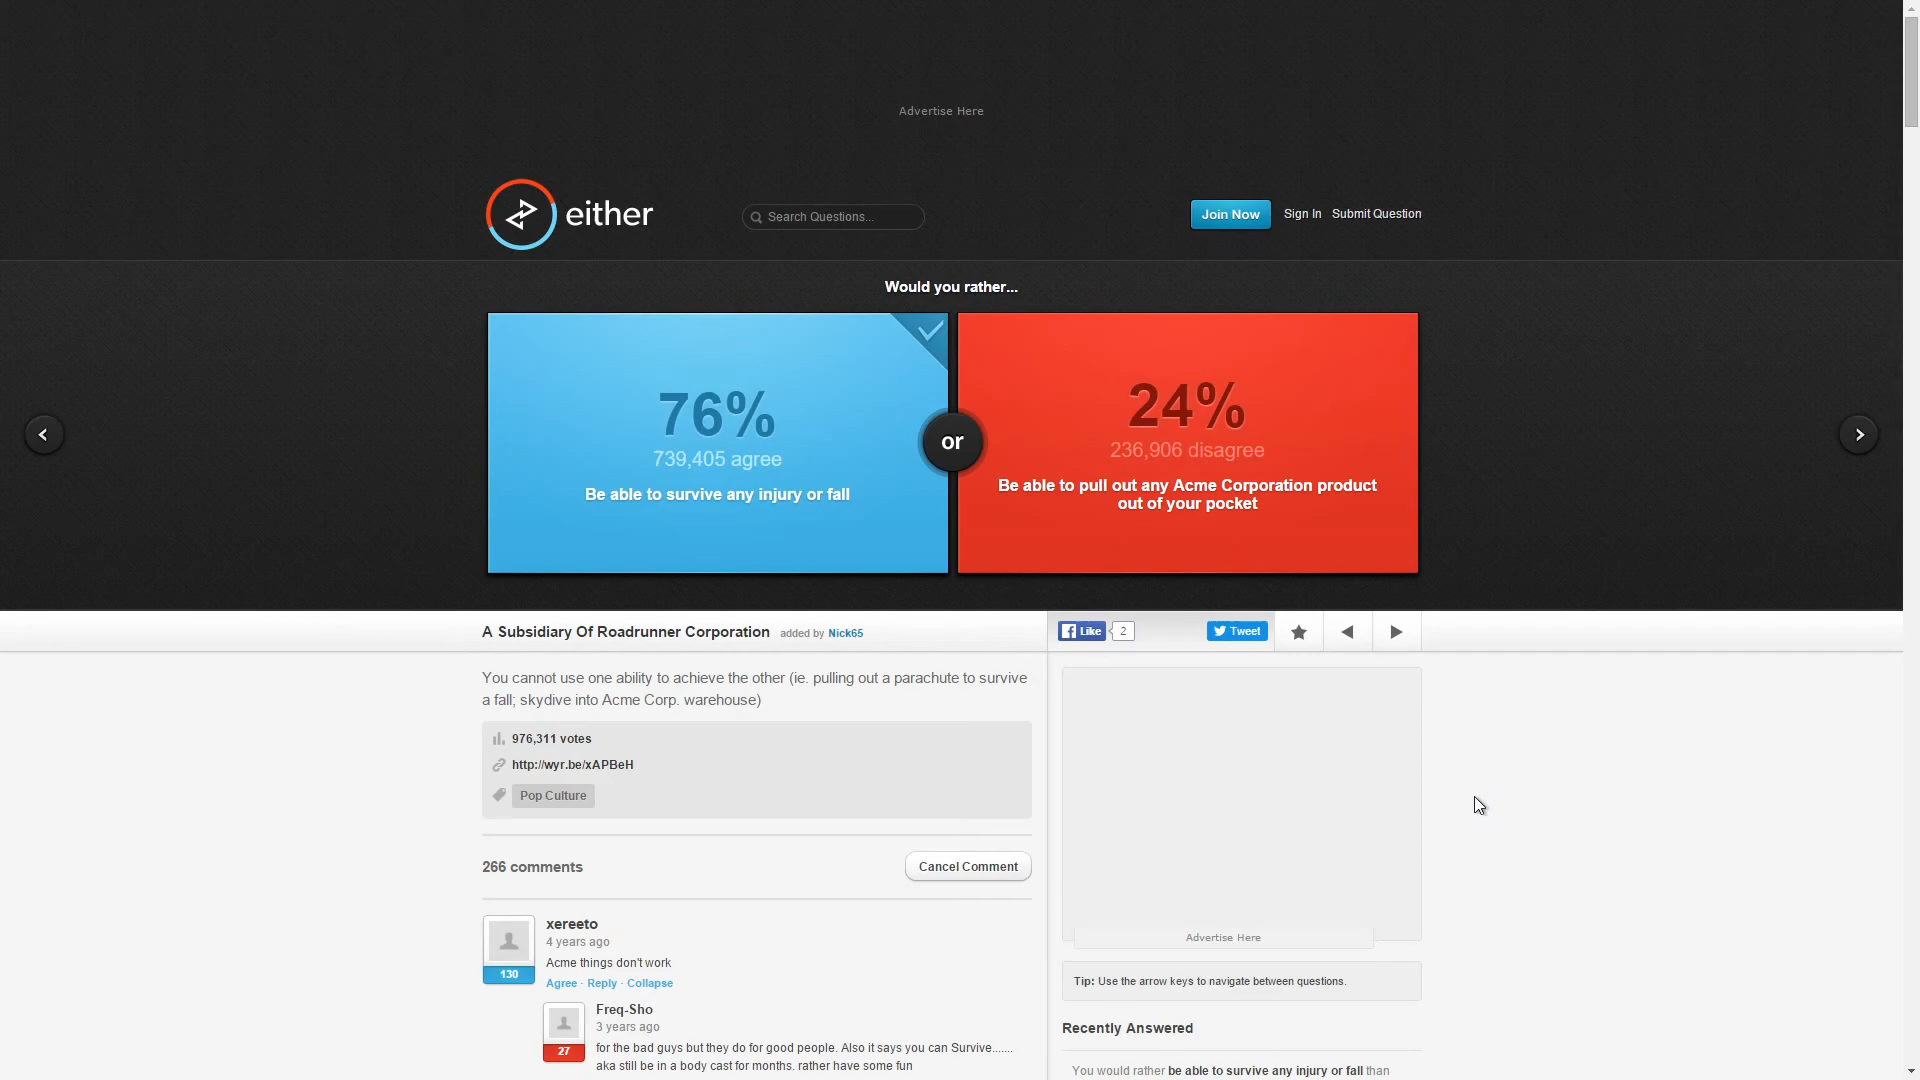 Advertise Here
either
Search Questions...
Join Now
Sign In
Submit Question
Would you rather...
76%
739,405 agree
Be able to survive any injury or fall
or
24%
236,906 disagree
Be able to pull out any Acme Corporation product
out of your pocket
A Subsidiary Of Roadrunner Corporation added by Nick65
Like 2
Tweet
You cannot use one ability to achieve the other (ie. pulling out a parachute to survive
a fall; skydive into Acme Corp. warehouse)
976,311 votes
http://wyr.be/xAPBeH
Pop Culture
266 comments
Cancel Comment
xereeto
4 years ago
Acme things don't work
130
Agree · Reply · Collapse
Freq-Sho
3 years ago
for the bad guys but they do for good people. Also it says you can Survive.......
aka still be in a body cast for months. rather have some fun
27
Advertise Here
Tip: Use the arrow keys to navigate between questions.
Recently Answered
You would rather be able to survive any injury or fall than